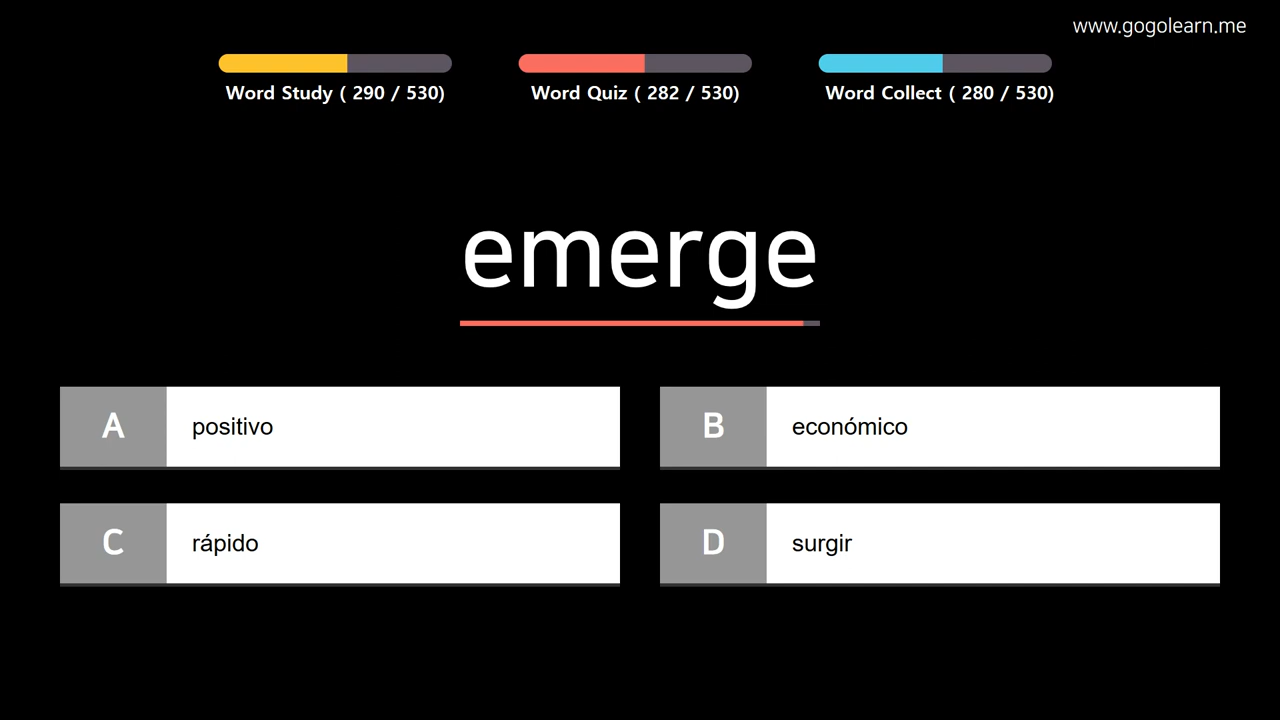 www.gogolearn.me
Word Study ( 290 / 530)
Word Quiz ( 282 / 530)
Word Collect ( 280 / 530)
emerge
A
positivo
B
económico
C
rápido
D
surgir